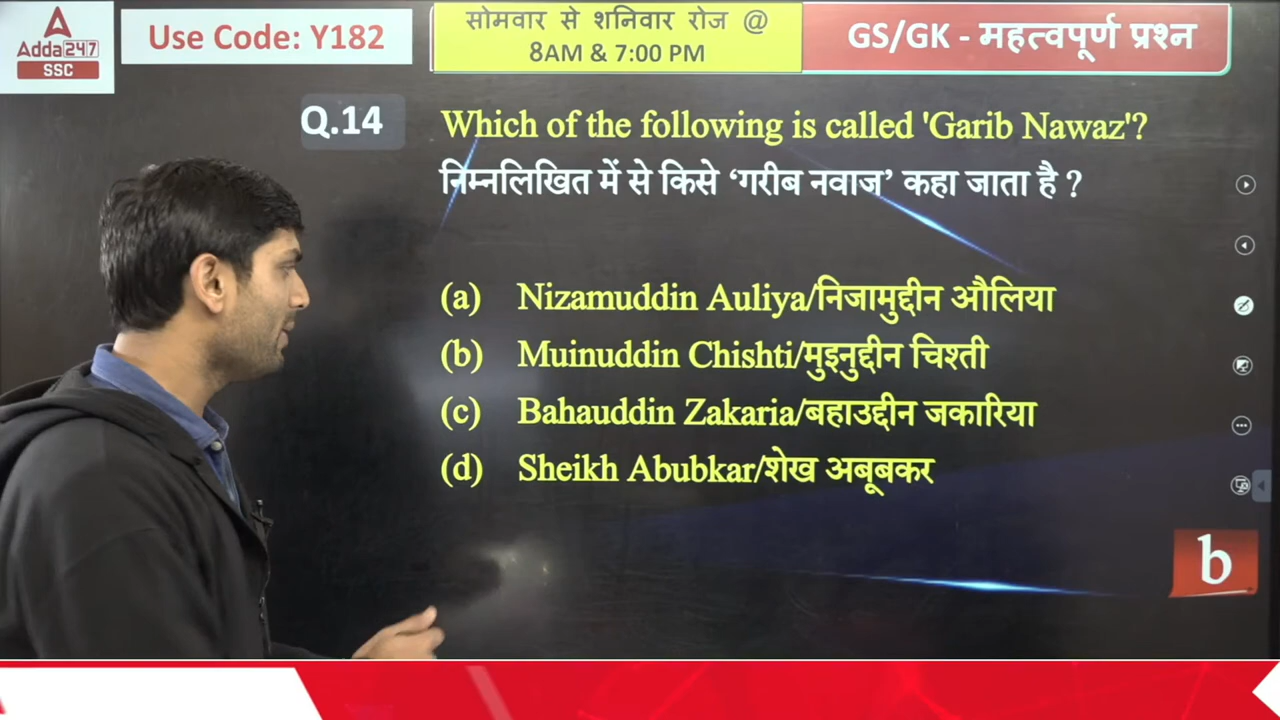 Adda247
SSC
Use Code: Y182
सोमवार से शनिवार रोज @
8AM & 7:00 PM
GS/GK - महत्वपूर्ण प्रश्न
Q.14 Which of the following is called 'Garib Nawaz'?
निम्नलिखित में से किसे ‘गरीब नवाज’ कहा जाता है ?
(a) Nizamuddin Auliya/निजामुद्दीन औलिया
(b) Muinuddin Chishti/मुइनुद्दीन चिश्ती
(c) Bahauddin Zakaria/बहाउद्दीन जकारिया
(d) Sheikh Abubkar/शेख अबूबकर
b